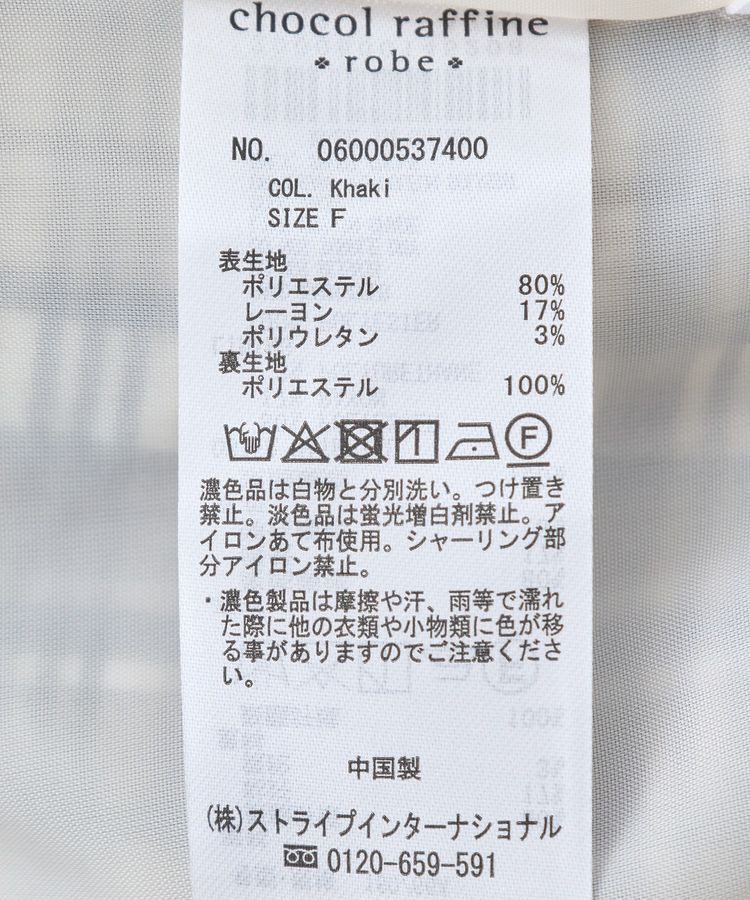 chocol raffine
robe
NO. 06000537400
COL. Khaki
SIZE F
表生地
ポリエステル 80%
レーヨン 17%
ポリウレタン 3%
裏生地
ポリエステル 100%
F
濃色品は白物と分別洗い。つけ置き
禁止。淡色品は蛍光増白剤禁止。ア
イロンあて布使用。シャーリング部
分アイロン禁止。
・濃色製品は摩擦や汗、雨等で濡れ
た際に他の衣類や小物類に色が移
る事がありますのでご注意くださ
い。
中国製
(株)ストライプインターナショナル
0120-659-591